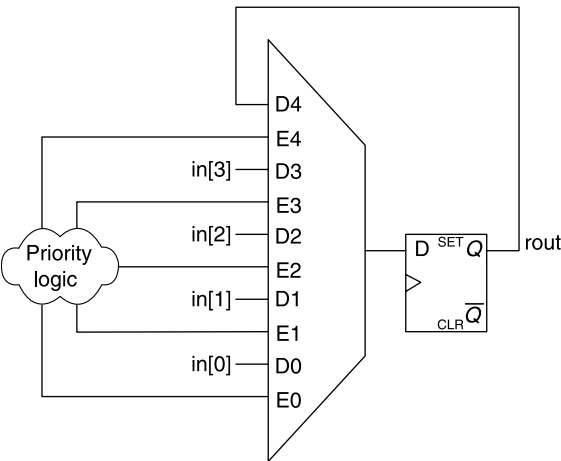 D4
E4
in[3] D3
E3
in[2] D2
Priority
logic
E2
in[1] D1
E1
in[0] D0
E0
D SET Q
rout
CLR Q̅